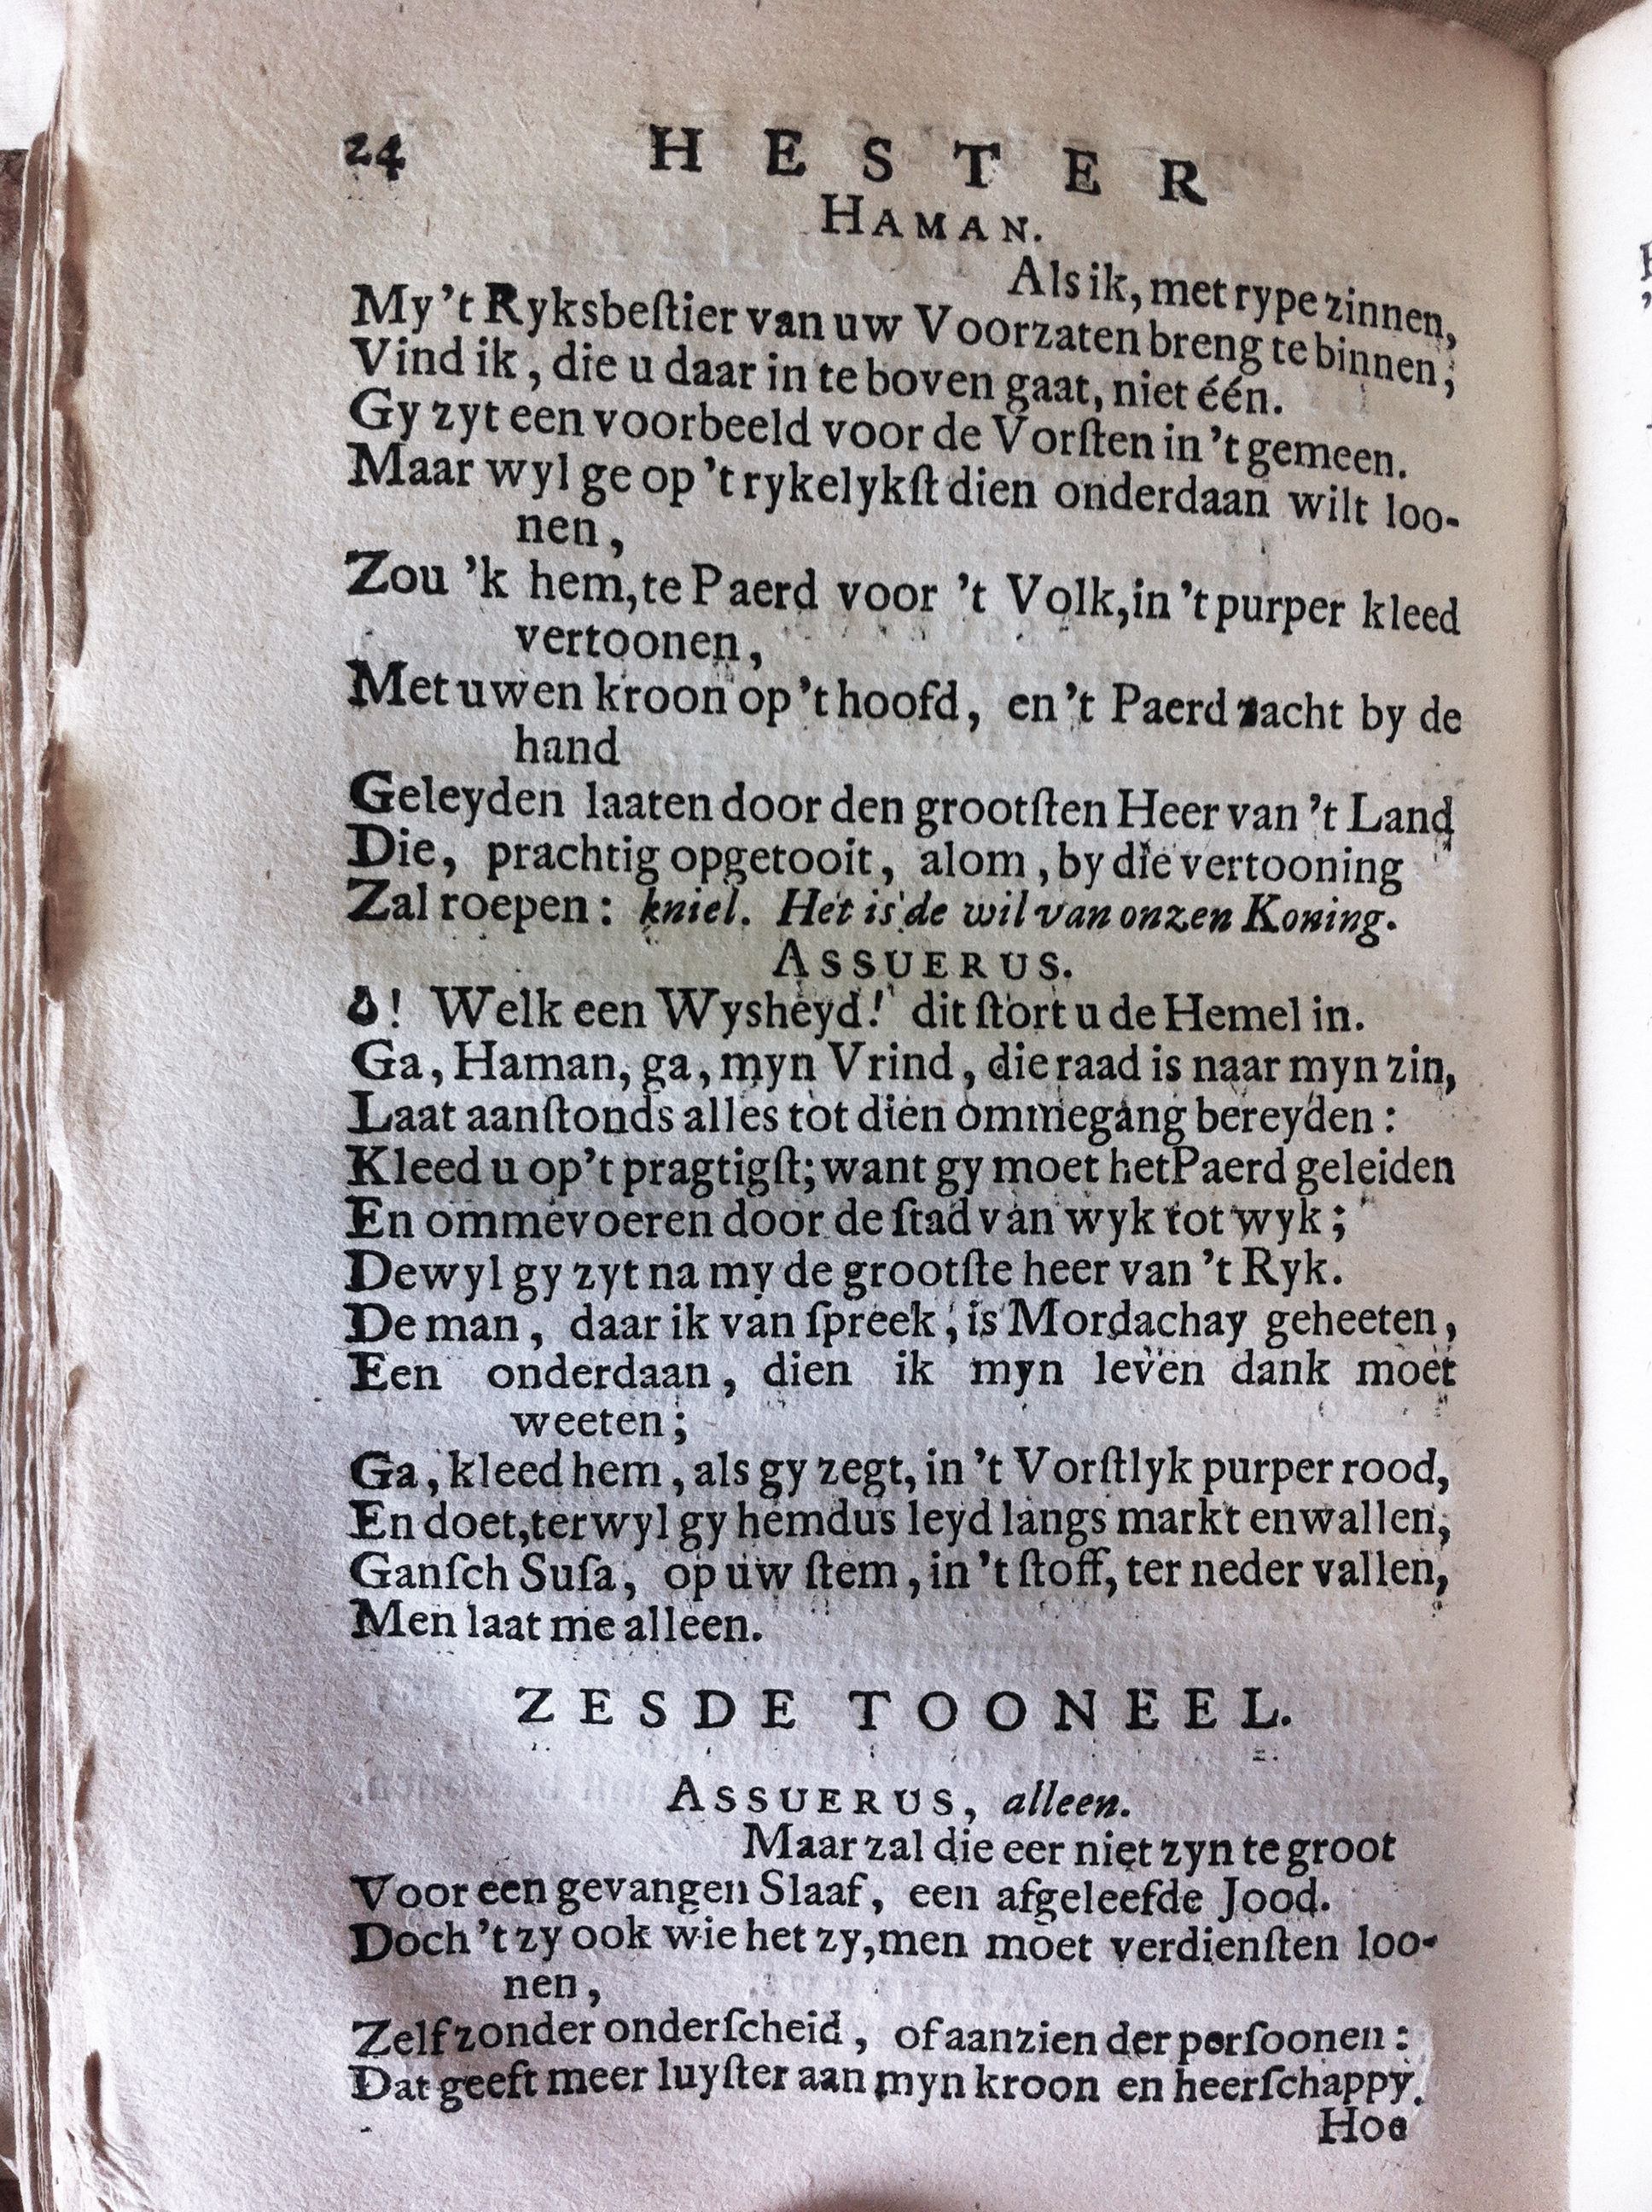 24 HESTER
HAMAN.
Als ik, met rype zinnen,
My 't Ryksbeſtier van uw Voorzaten breng te binnen;
Vind ik, die u daar in te boven gaat, niet één.
Gy zyt een voorbeeld voor de Vorſten in 't gemeen.
Maar wyl ge op 't rykelykſt dien onderdaan wilt loo-
nen,
Zou 'k hem, te Paerd voor 't Volk, in 't purper kleed
vertoonen,
Met uwen kroon op 't hoofd, en 't Paerd zacht by de
hand
Geleyden laaten door den grootſten Heer van 't Land
Die, prachtig opgetooit, alom, by die vertooning
Zal roepen: kniel. Het is de wil van onzen Koning.
ASSUERUS.
ô! Welk een Wysheyd! dit ſtort u de Hemel in.
Ga, Haman, ga, myn Vrind, die raad is naar myn zin,
Laat aanſtonds alles tot dien ommegang bereyden:
Kleed u op't pragtigſt; want gy moet het Paerd geleiden
En ommevoeren door de ſtad van wyk tot wyk;
Dewyl gy zyt na my de grootſte heer van 't Ryk.
De man, daar ik van ſpreek, is Mordachay geheeten,
Een onderdaan, dien ik myn leven dank moet
weeten;
Ga, kleed hem, als gy zegt, in 't Vorſtlyk purper rood,
En doet, terwyl gy hem dus leyd langs markt en wallen,
Ganſch Suſa, op uw ſtem, in 't ſtoff, ter neder vallen,
Men laat me alleen.
ZESDE TOONEEL.
ASSUERUS, alleen.
Maar zal die eer niet zyn te groot
Voor een gevangen Slaaf, een afgeleefde Jood.
Doch 't zy ook wie het zy, men moet verdienſten loo-
nen,
Zelf zonder onderſcheid, of aanzien der perſoonen:
Dat geeft meer luyſter aan myn kroon en heerſchappy.
Hoe